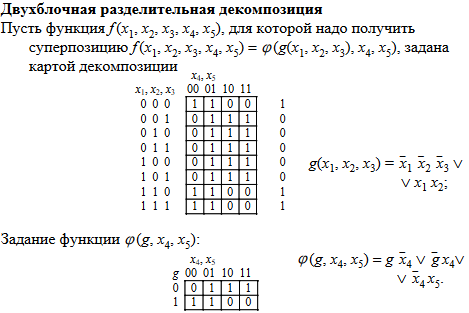 Двухблочная разделительная декомпозиция
Пусть функция f(x₁, x₂, x₃, x₄, x₅), для которой надо получить
суперпозицию f(x₁, x₂, x₃, x₄, x₅) = φ(g(x₁, x₂, x₃), x₄, x₅), задана
картой декомпозиции
x₄, x₅
x₁, x₂, x₃ 00 01 10 11
0 0 0 1 1 0 0 1
0 0 1 0 1 1 1 0
0 1 0 0 1 1 1 0
0 1 1 0 1 1 1 0
1 0 0 0 1 1 1 0
1 0 1 0 1 1 1 0
1 1 0 1 1 0 0 1
1 1 1 1 1 0 0 1
g(x₁, x₂, x₃) = x̄₁ x̄₂ x̄₃ ∨
∨ x₁ x₂;
Задание функции φ(g, x₄, x₅):
x₄, x₅
g 00 01 10 11
0 0 1 1 1
1 1 1 0 0
φ(g, x₄, x₅) = g x̄₄ ∨ ḡ x₄∨
∨ x̄₄ x₅.